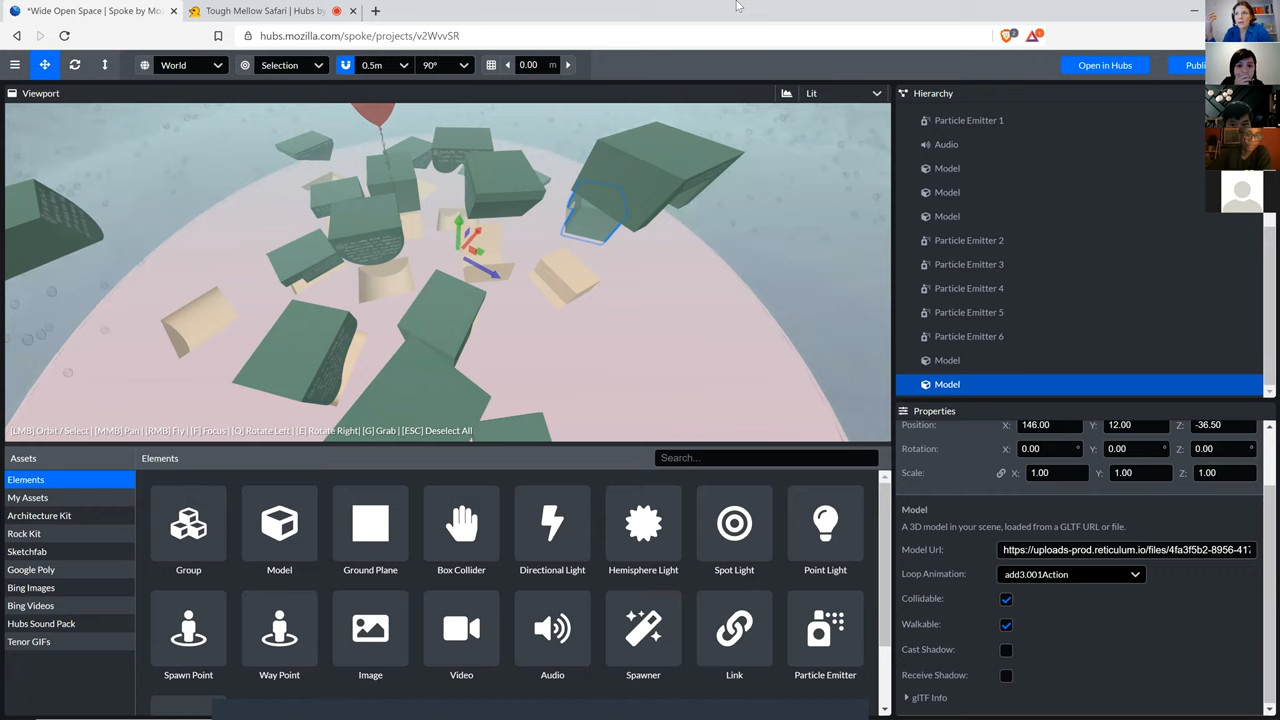 *Wide Open Space | Spoke by Mo
Tough Mellow Safari | Hubs by
hubs.mozilla.com/spoke/projects/v2WvvSR
World
Selection
0.5m
90°
0.00 m
Open in Hubs
Publi
Viewport
Lit
Hierarchy
Particle Emitter 1
Audio
Model
Model
Model
Particle Emitter 2
Particle Emitter 3
Particle Emitter 4
Particle Emitter 5
Particle Emitter 6
Model
Model
[LMB] Orbit / Select | [MMB] Pan | [RMB] Fly | [F] Focus | [Q] Rotate Left | [E] Rotate Right | [G] Grab | [ESC] Deselect All
Properties
Position: X: 146.00 Y: 12.00 Z: -36.50
Rotation: X: 0.00 ° Y: 0.00 ° Z: 0.00 °
Scale: X: 1.00 Y: 1.00 Z: 1.00
Model
A 3D model in your scene, loaded from a GLTF URL or file.
Model Url: https://uploads-prod.reticulum.io/files/4fa3f5b2-8956-417
Loop Animation: add3.001Action
Collidable:
Walkable:
Cast Shadow:
Receive Shadow:
glTF Info
Assets
Elements
My Assets
Architecture Kit
Rock Kit
Sketchfab
Google Poly
Bing Images
Bing Videos
Hubs Sound Pack
Tenor GIFs
Elements
Search...
Group
Model
Ground Plane
Box Collider
Directional Light
Hemisphere Light
Spot Light
Point Light
Spawn Point
Way Point
Image
Video
Audio
Spawner
Link
Particle Emitter